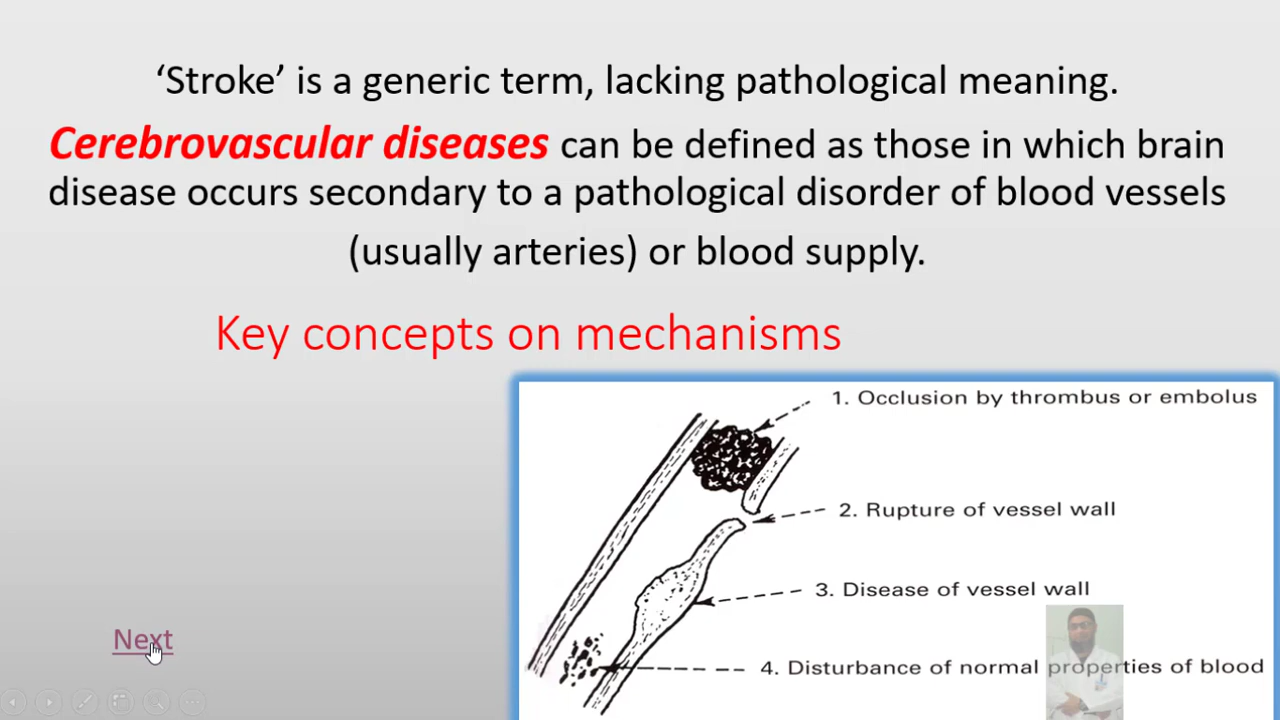 ‘Stroke’ is a generic term, lacking pathological meaning.
Cerebrovascular diseases can be defined as those in which brain
disease occurs secondary to a pathological disorder of blood vessels
(usually arteries) or blood supply.
Key concepts on mechanisms
1. Occlusion by thrombus or embolus
2. Rupture of vessel wall
3. Disease of vessel wall
4. Disturbance of normal properties of blood
Next